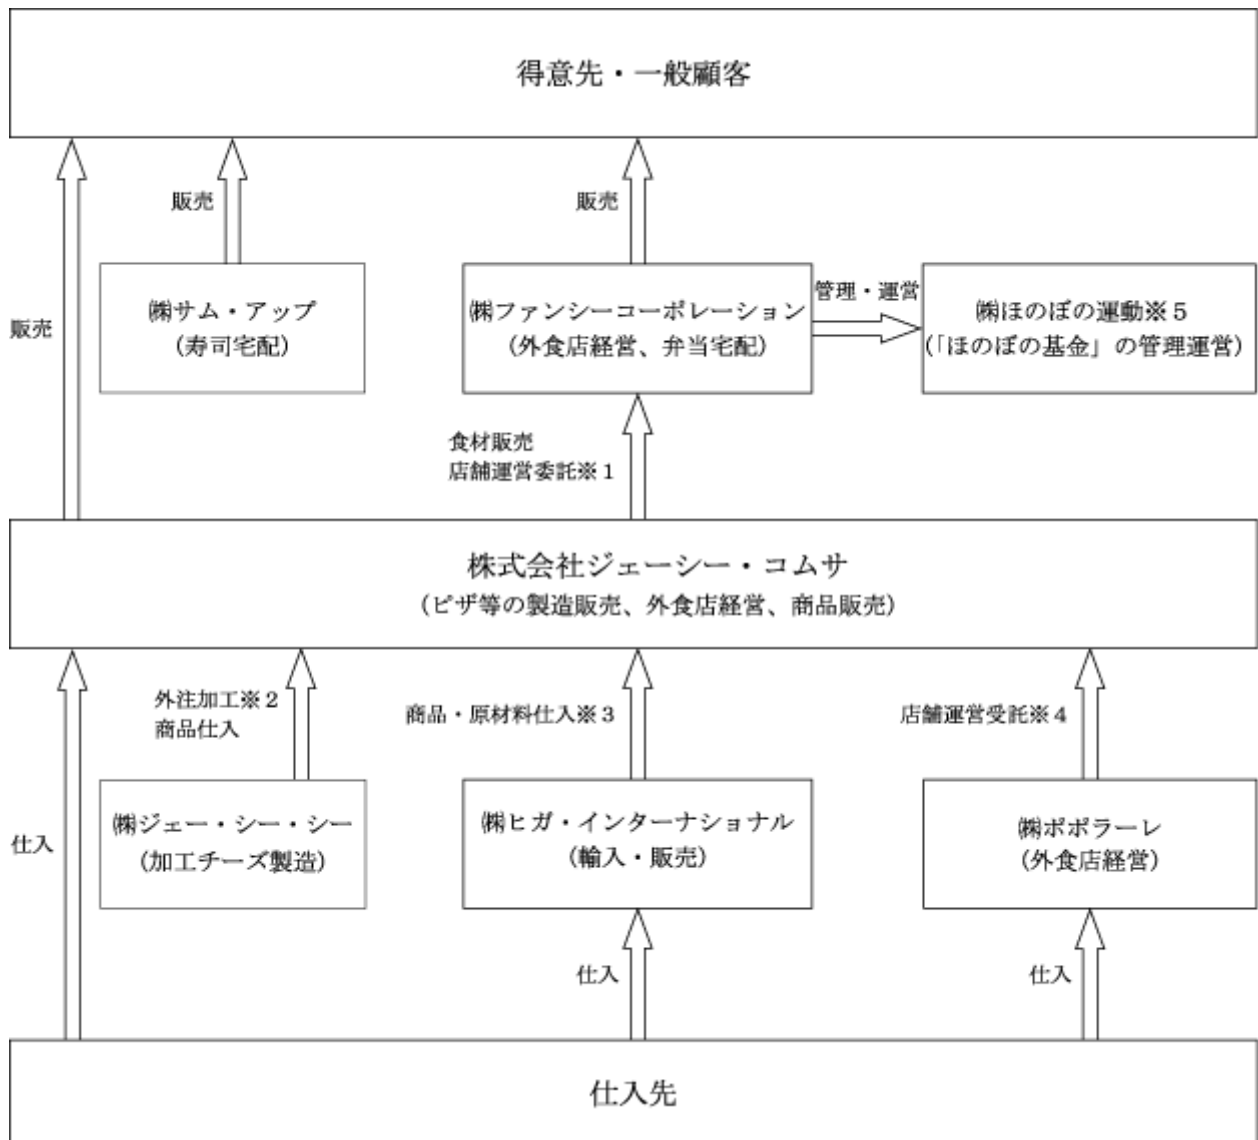 得意先・一般顧客
販売
販売
販売
㈱サム・アップ
(寿司宅配)
㈱ファンシーコーポレーション
(外食店経営、弁当宅配)
管理・運営
㈱ほのぼの運動※5
(「ほのぼの基金」の管理運営)
食材販売
店舗運営委託※1
株式会社ジェーシー・コムサ
(ピザ等の製造販売、外食店経営、商品販売)
外注加工※2
商品仕入
商品・原材料仕入※3
店舗運営受託※4
仕入
㈱ジェー・シー・シー
(加工チーズ製造)
㈱ヒガ・インターナショナル
(輸入・販売)
㈱ポポラーレ
(外食店経営)
仕入
仕入
仕入先